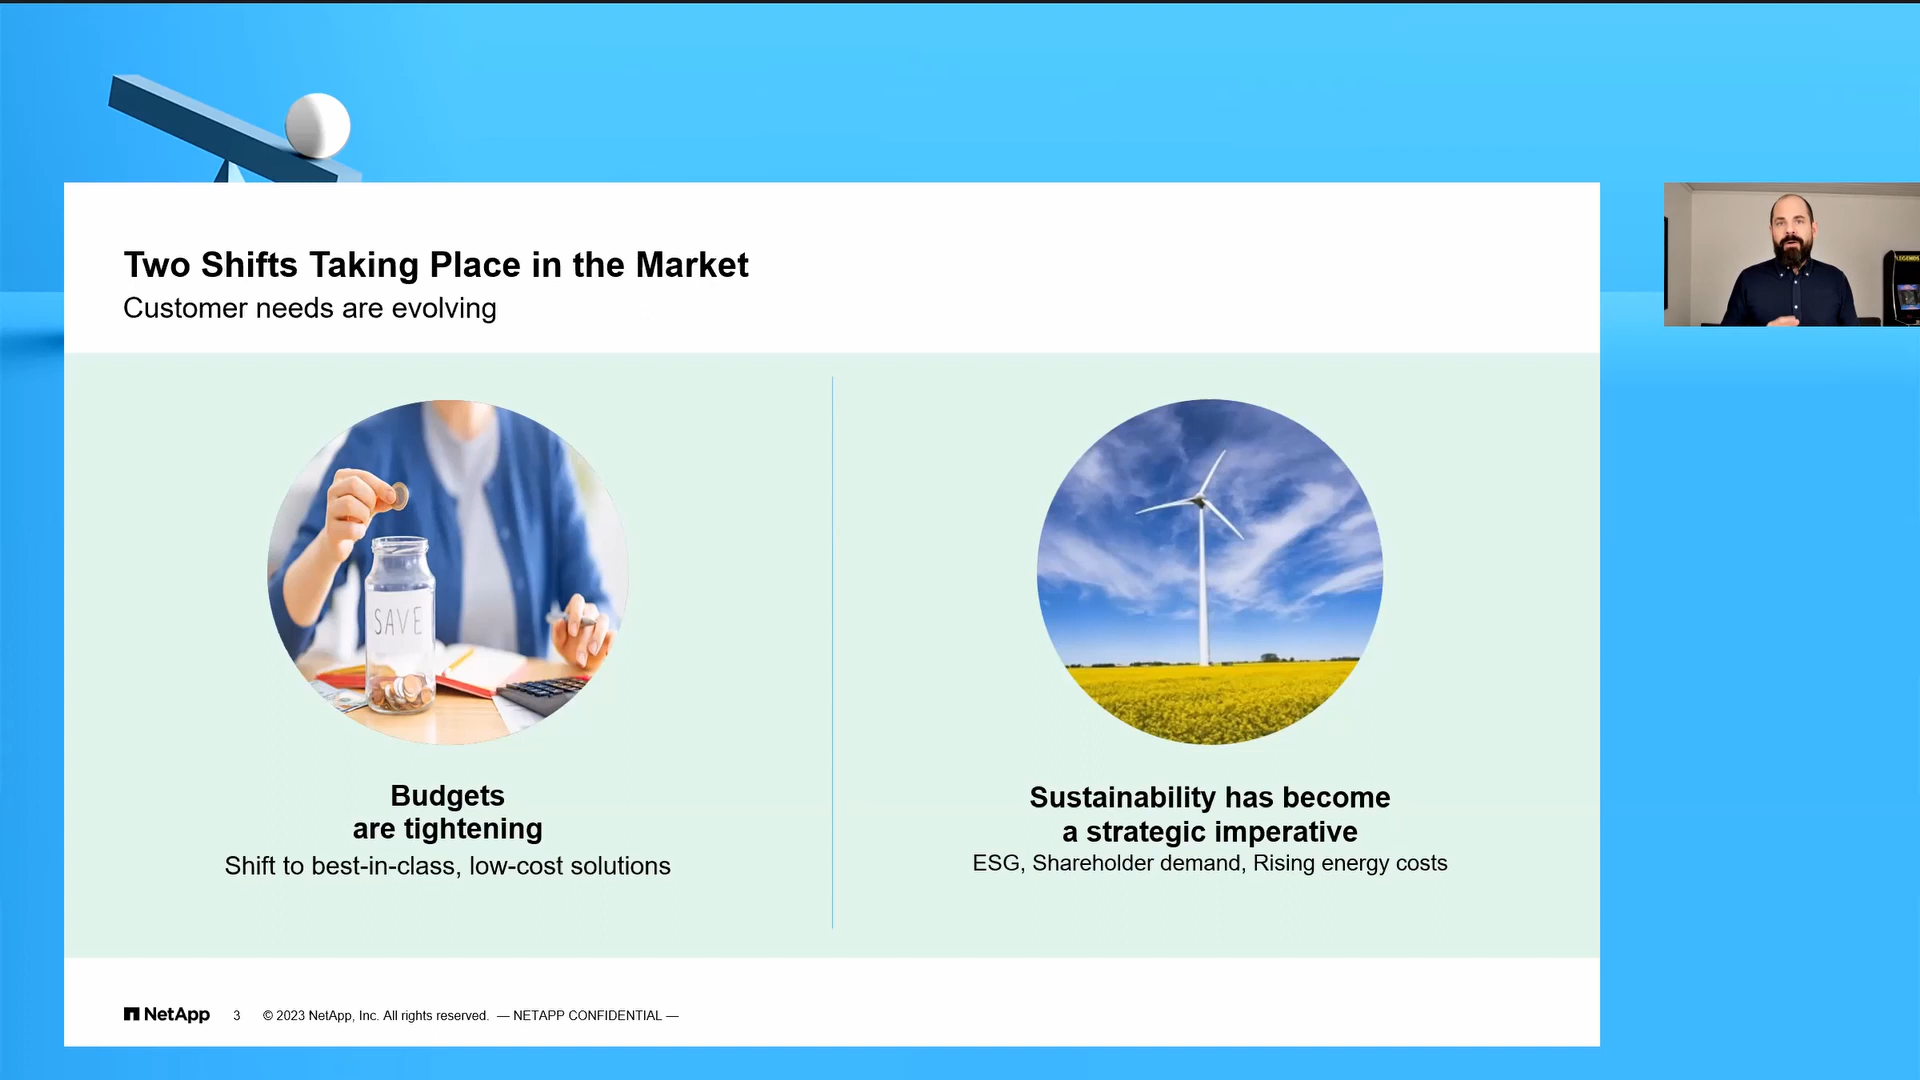 Two Shifts Taking Place in the Market
Customer needs are evolving
LEGENDS
SAVE
Budgets
are tightening
Shift to best-in-class, low-cost solutions
Sustainability has become
a strategic imperative
ESG, Shareholder demand, Rising energy costs
NetApp 3 © 2023 NetApp, Inc. All rights reserved. — NETAPP CONFIDENTIAL —